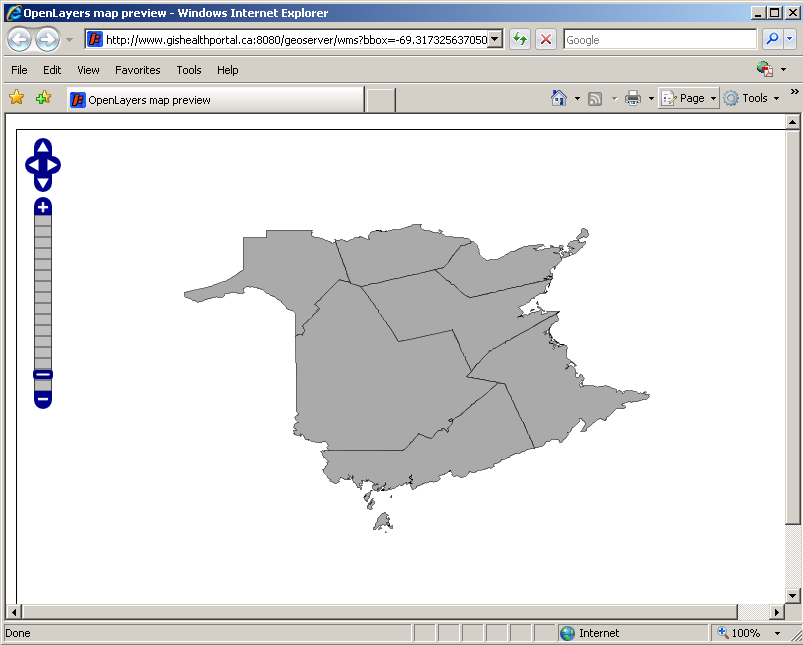 OpenLayers map preview - Windows Internet Explorer
http://www.gishealthportal.ca:8080/geoserver/wms?bbox=-69.317325637050
Google
File Edit View Favorites Tools Help
OpenLayers map preview
Page Tools »
Done
Internet
100%